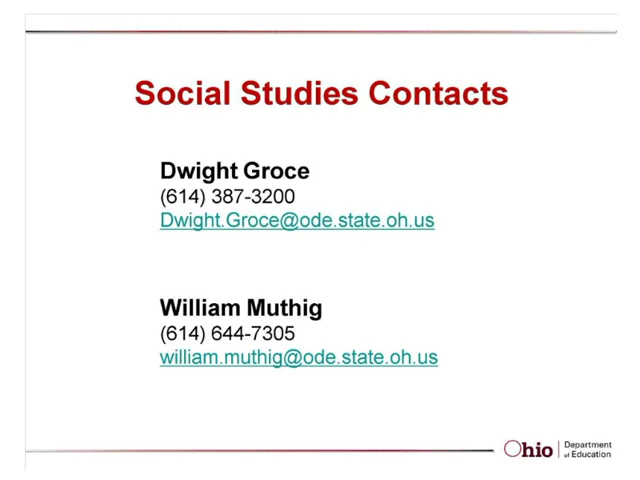 Social Studies Contacts
Dwight Groce
(614) 387-3200
Dwight.Groce@ode.state.oh.us
William Muthig
(614) 644-7305
william.muthig@ode.state.oh.us
Ohio Department
of Education